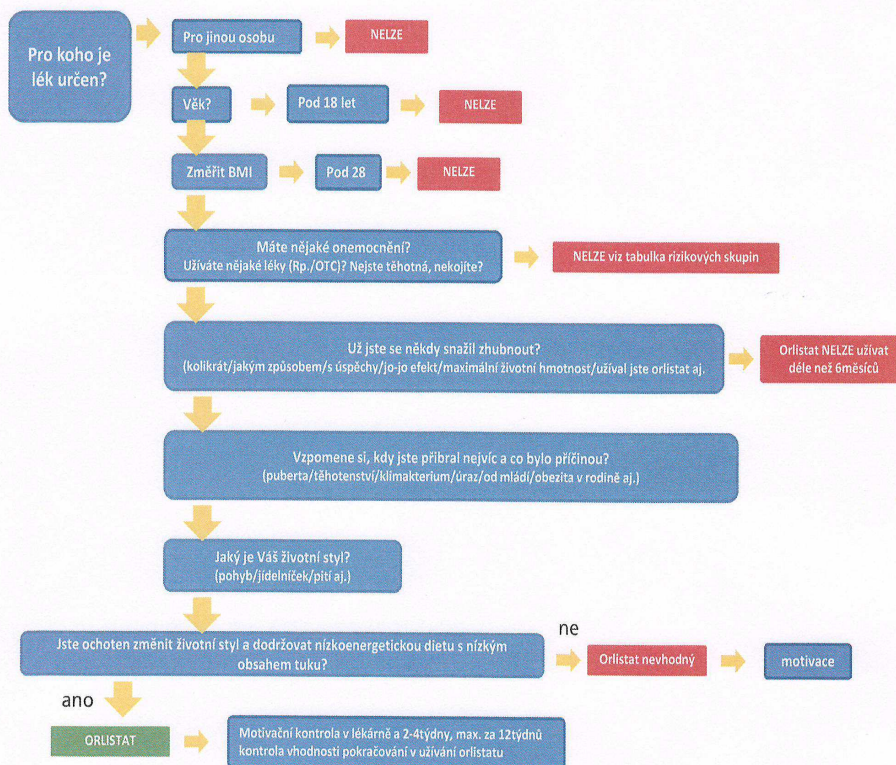 Pro koho je
lék určen?
Pro jinou osobu
NELZE
Věk?
Pod 18 let
NELZE
Změřit BMI
Pod 28
NELZE
Máte nějaké onemocnění?
Užíváte nějaké léky (Rp./OTC)? Nejste těhotná, nekojíte?
NELZE viz tabulka rizikových skupin
Už jste se někdy snažil zhubnout?
(kolikrát/jakým způsobem/s úspěchy/jo-jo efekt/maximální životní hmotnost/užíval jste orlistat aj.
Orlistat NELZE užívat
déle než 6měsíců
Vzpomene si, kdy jste přibral nejvíc a co bylo příčinou?
(puberta/těhotenství/klimakterium/úraz/od mládí/obezita v rodině aj.)
Jaký je Váš životní styl?
(pohyb/jídelníček/pití aj.)
Jste ochoten změnit životní styl a dodržovat nízkoenergetickou dietu s nízkým
obsahem tuku?
ne
Orlistat nevhodný
motivace
ano
ORLISTAT
Motivační kontrola v lékárně a 2-4týdny, max. za 12týdnů
kontrola vhodnosti pokračování v užívání orlistatu